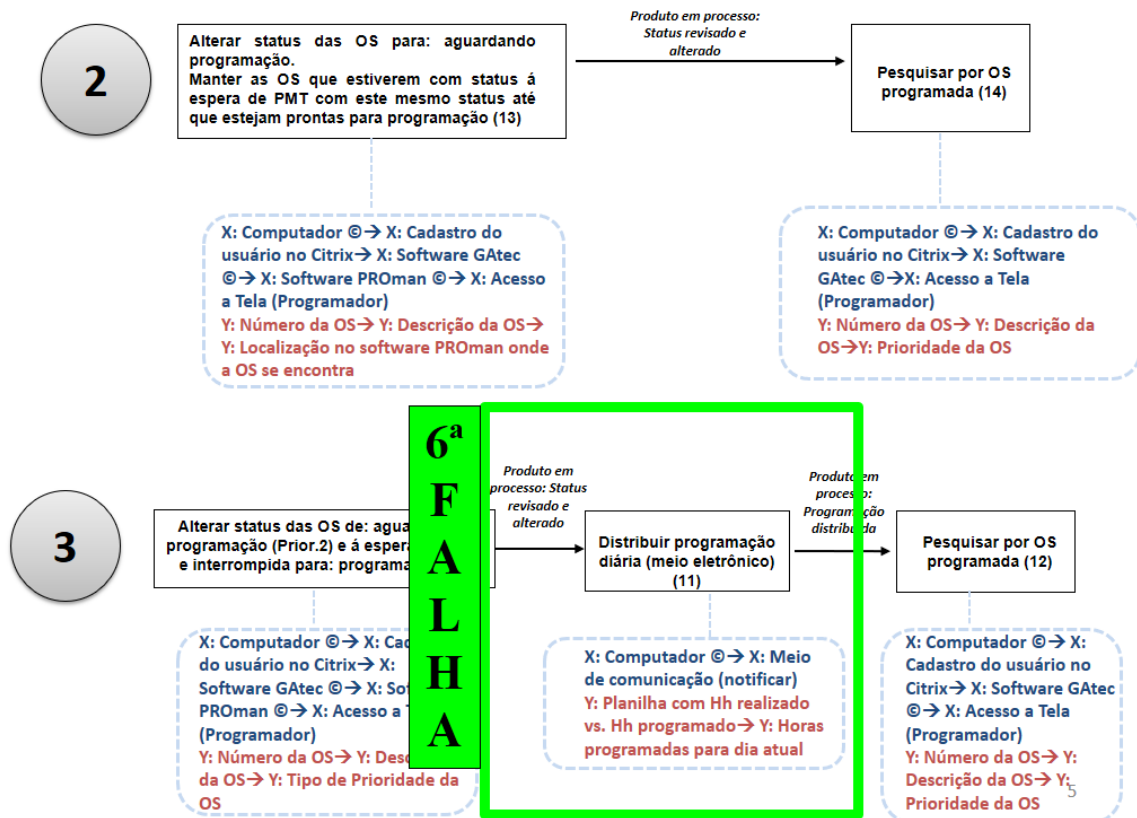 2
Alterar status das OS para: aguardando
programação.
Manter as OS que estiverem com status á
espera de PMT com este mesmo status até
que estejam prontas para programação (13)
Produto em processo:
Status revisado e
alterado
Pesquisar por OS
programada (14)
X: Computador ©→ X: Cadastro do
usuário no Citrix→ X: Software GAtec
©→ X: Software PROman ©→ X: Acesso
a Tela (Programador)
Y: Número da OS→ Y: Descrição da OS→
Y: Localização no software PROman onde
a OS se encontra
X: Computador ©→ X: Cadastro do
usuário no Citrix→ X: Software
GAtec ©→X: Acesso a Tela
(Programador)
Y: Número da OS→ Y: Descrição da
OS→Y: Prioridade da OS
3
Alterar status das OS de: agua
programação (Prior.2) e á espera
e interrompida para: programa
6ª
F
A
L
H
A
Produto em
processo: Status
revisado e
alterado
Distribuir programação
diária (meio eletrônico)
(11)
Produto em
processo:
Programação
distribuída
Pesquisar por OS
programada (12)
X: Computador ©→ X: Cad
do usuário no Citrix→ X:
Software GAtec ©→ X: So
PROman ©→ X: Acesso a T
(Programador)
Y: Número da OS→ Y: Des
da OS→ Y: Tipo de Prioridade da
OS
X: Computador ©→ X: Meio
de comunicação (notificar)
Y: Planilha com Hh realizado
vs. Hh programado→ Y: Horas
programadas para dia atual
X: Computador ©→ X:
Cadastro do usuário no
Citrix→ X: Software GAtec
©→ X: Acesso a Tela
(Programador)
Y: Número da OS→ Y:
Descrição da OS→ Y:
Prioridade da OS
5